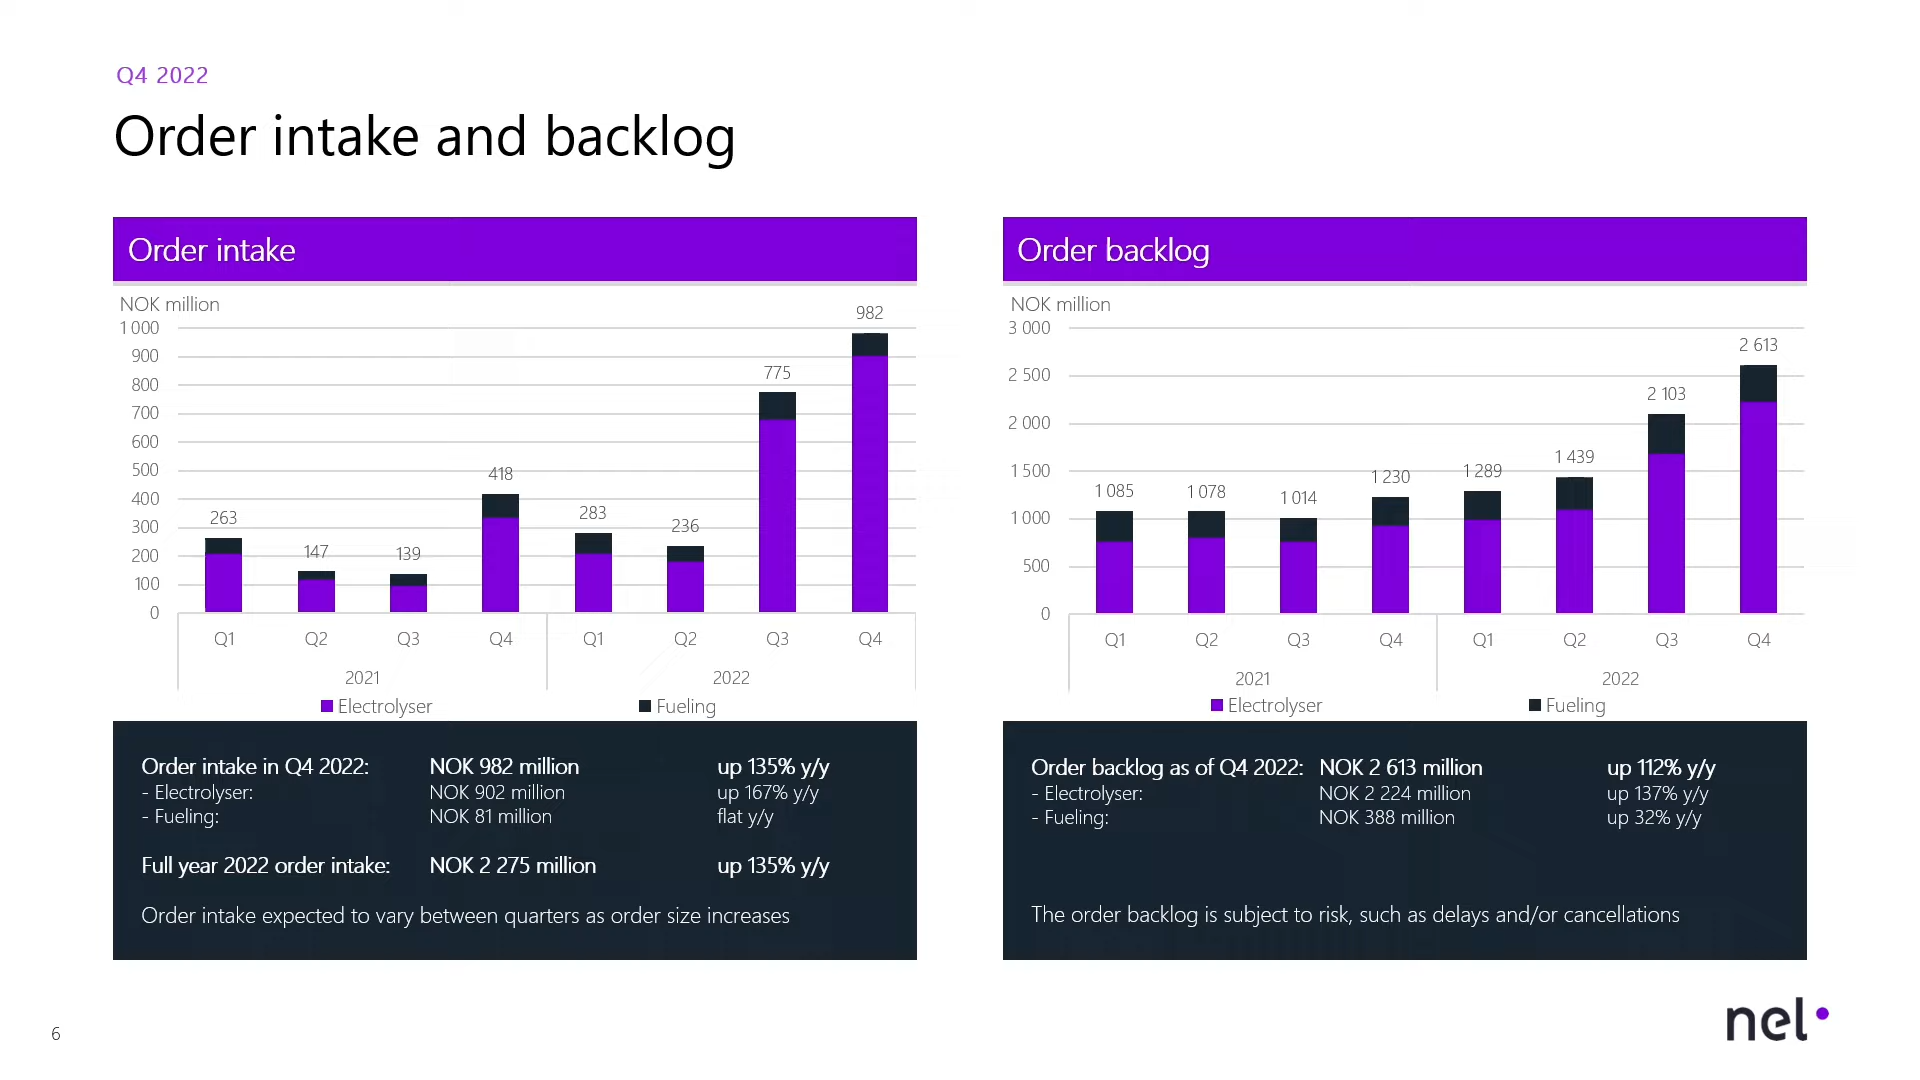 Q4 2022
Order intake and backlog
Order intake
NOK million
1 000
900
800
700
600
500
400
300
200
100
0
263
147
139
418
283
236
775
982
Q1 Q2 Q3 Q4 Q1 Q2 Q3 Q4
2021 2022
Electrolyser Fueling
Order intake in Q4 2022: NOK 982 million up 135% y/y
- Electrolyser: NOK 902 million up 167% y/y
- Fueling: NOK 81 million flat y/y
Full year 2022 order intake: NOK 2 275 million up 135% y/y
Order intake expected to vary between quarters as order size increases
Order backlog
NOK million
3 000
2 500
2 000
1 500
1 000
500
0
1 085
1 078
1 014
1 230
1 289
1 439
2 103
2 613
Q1 Q2 Q3 Q4 Q1 Q2 Q3 Q4
2021 2022
Electrolyser Fueling
Order backlog as of Q4 2022: NOK 2 613 million up 112% y/y
- Electrolyser: NOK 2 224 million up 137% y/y
- Fueling: NOK 388 million up 32% y/y
The order backlog is subject to risk, such as delays and/or cancellations
6
nel